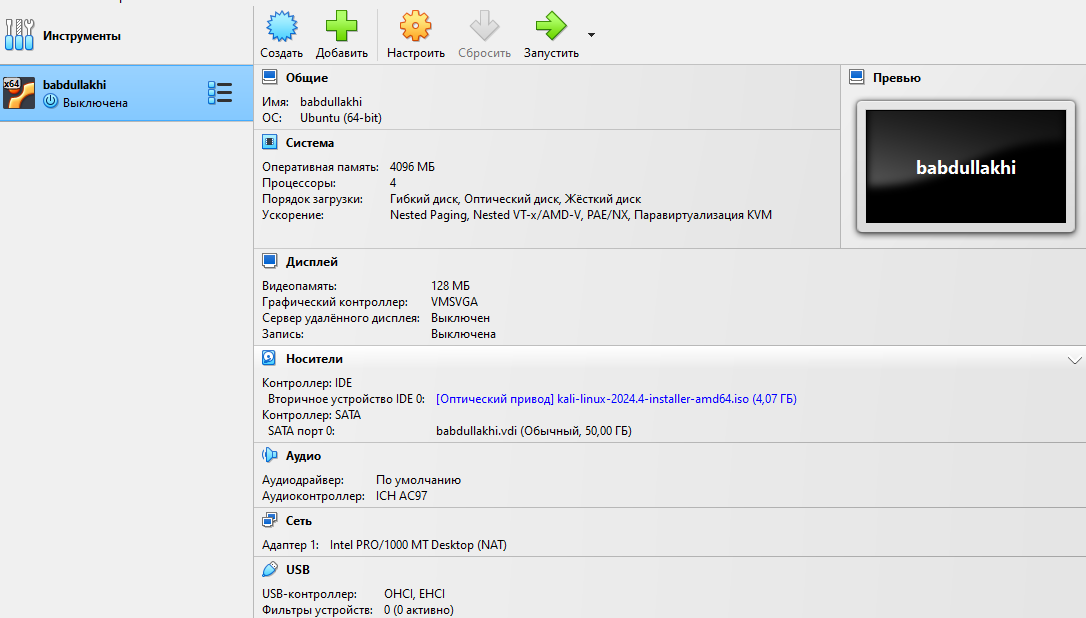 Инструменты
Создать Добавить Настроить Сбросить Запустить
x64
babdullakhi
Выключена
Общие
Имя: babdullakhi
ОС: Ubuntu (64-bit)
Превью
babdullakhi
Система
Оперативная память: 4096 МБ
Процессоры: 4
Порядок загрузки: Гибкий диск, Оптический диск, Жёсткий диск
Ускорение: Nested Paging, Nested VT-x/AMD-V, PAE/NX, Паравиртуализация KVM
Дисплей
Видеопамять: 128 МБ
Графический контроллер: VMSVGA
Сервер удалённого дисплея: Выключен
Запись: Выключена
Носители
Контроллер: IDE
Вторичное устройство IDE 0: [Оптический привод] kali-linux-2024.4-installer-amd64.iso (4,07 ГБ)
Контроллер: SATA
SATA порт 0: babdullakhi.vdi (Обычный, 50,00 ГБ)
Аудио
Аудиодрайвер: По умолчанию
Аудиоконтроллер: ICH AC97
Сеть
Адаптер 1: Intel PRO/1000 MT Desktop (NAT)
USB
USB-контроллер: OHCI, EHCI
Фильтры устройств: 0 (0 активно)